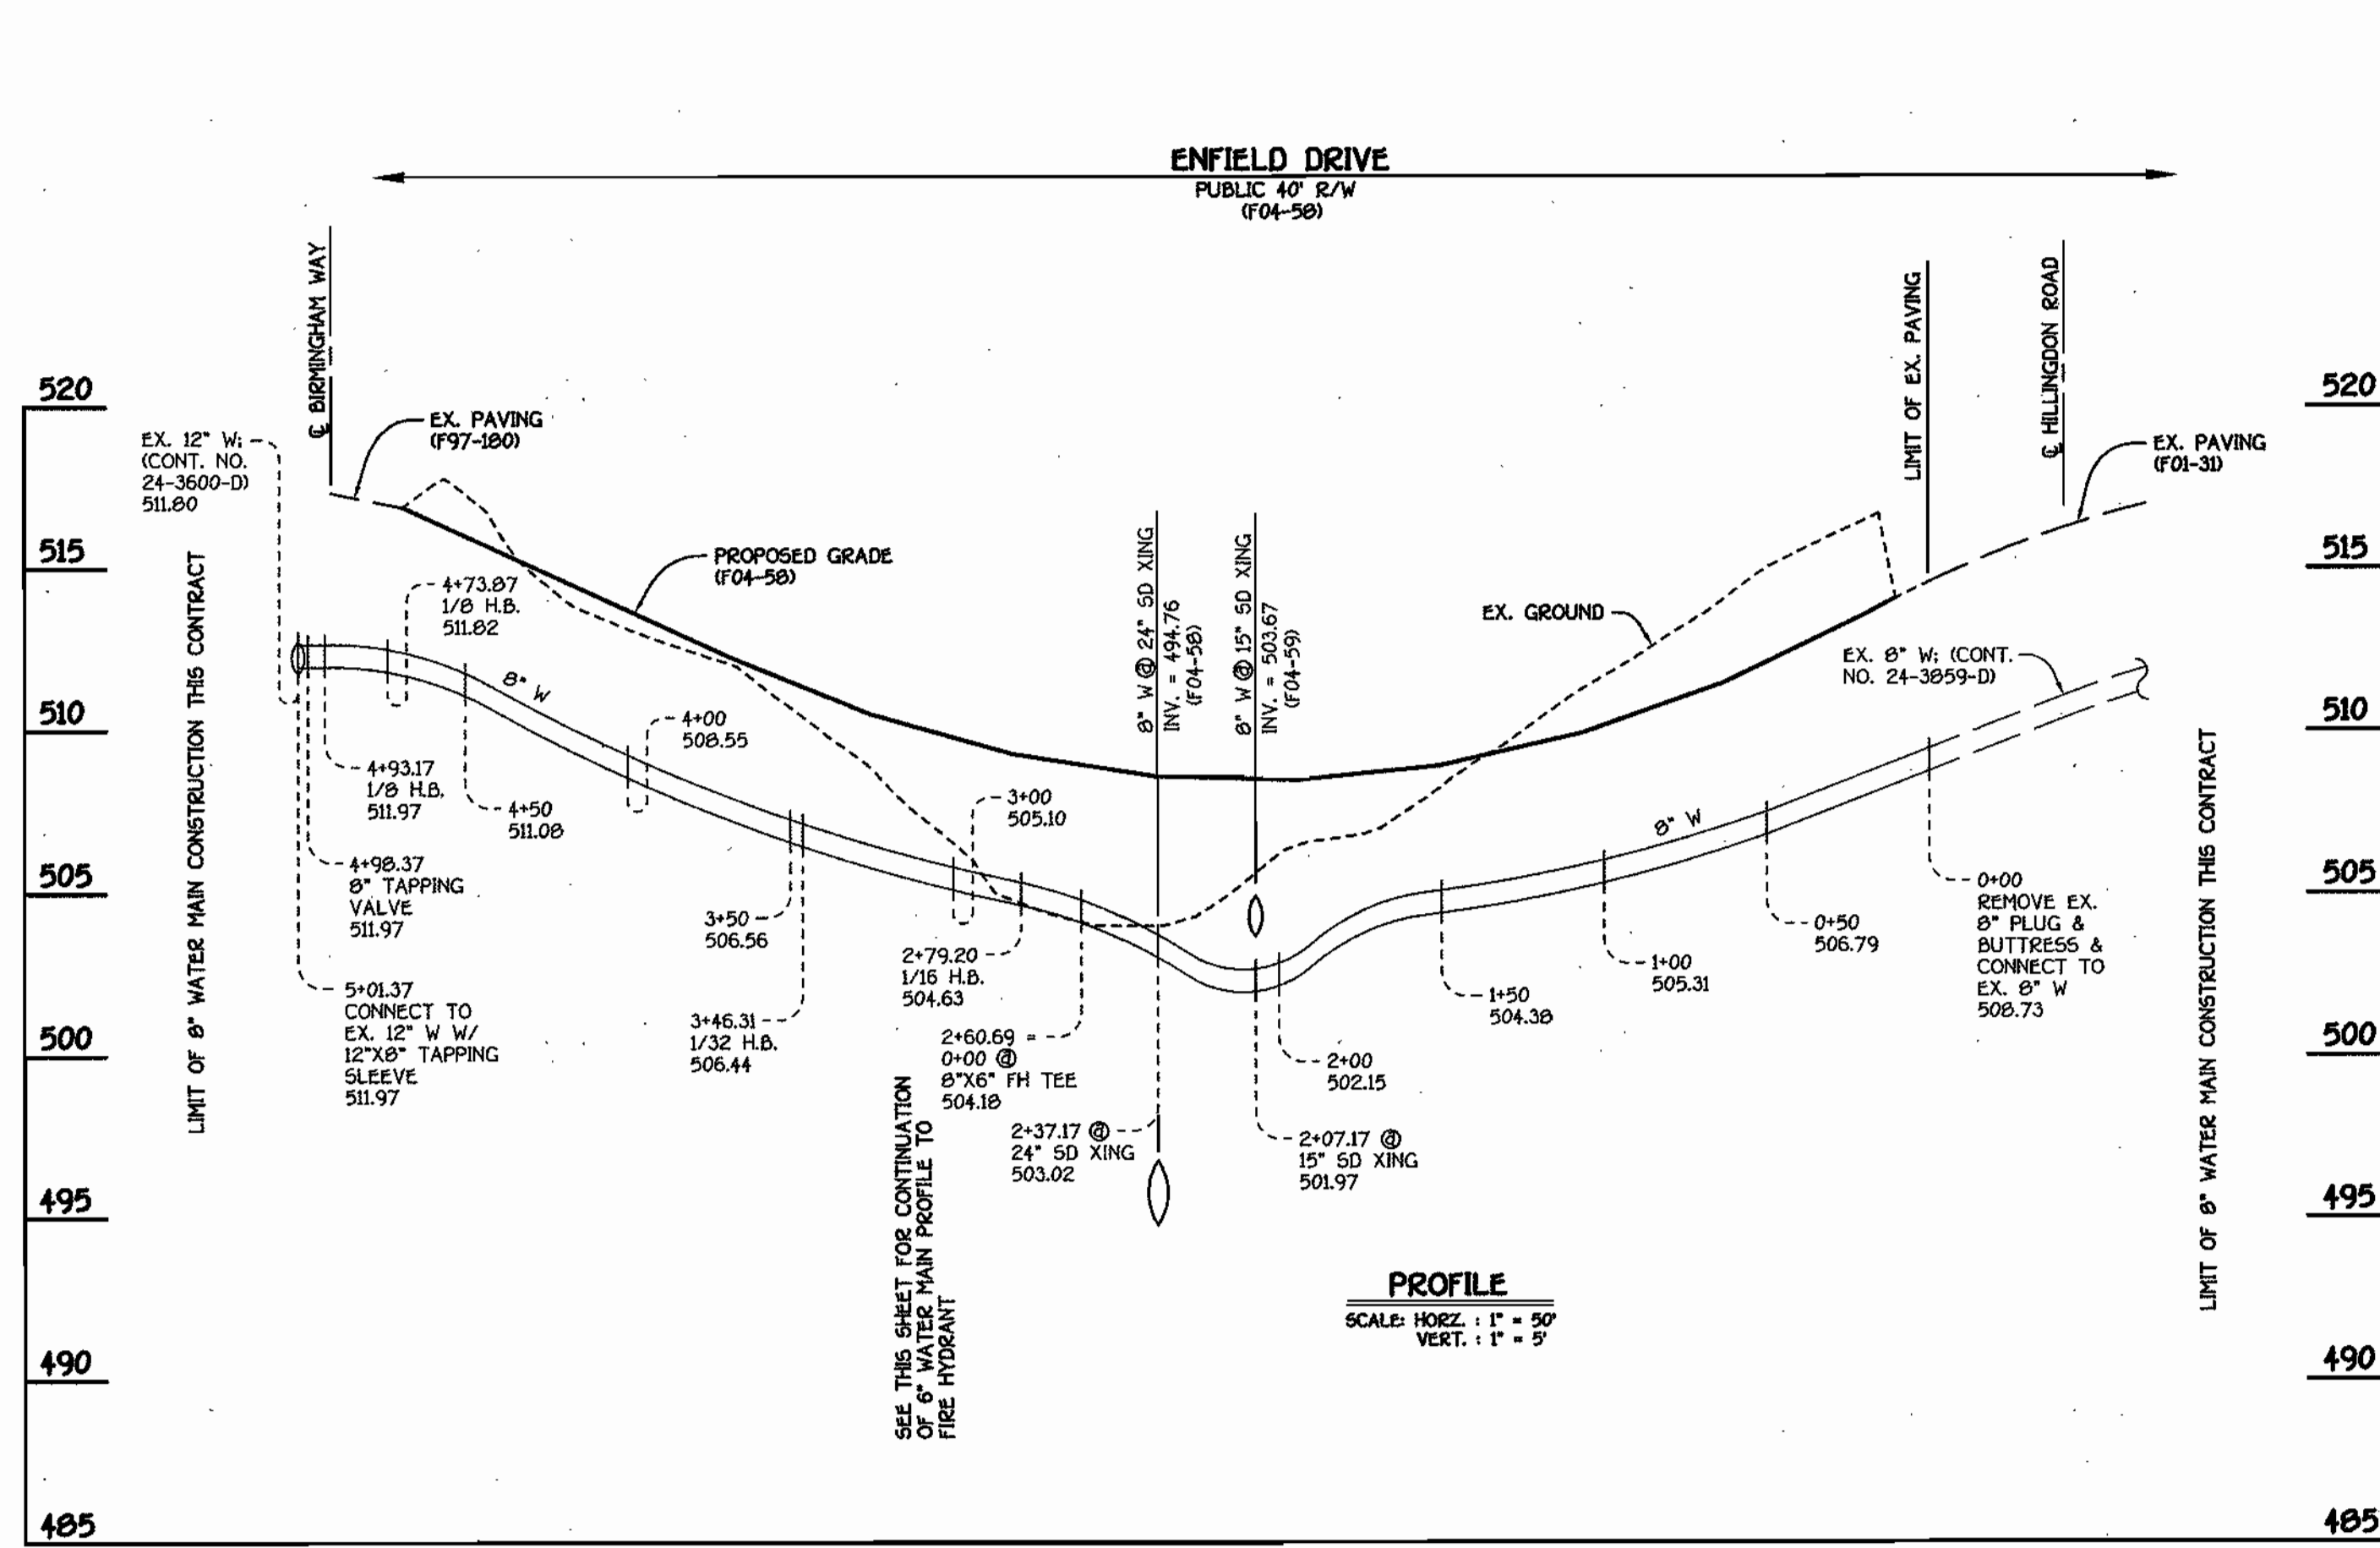 ENFIELD DRIVE
PUBLIC 40' R/W
(F04-58)
℄ BIRMINGHAM WAY
LIMIT OF EX. PAVING
℄ HILLINGDON ROAD
520
515
510
505
500
495
490
485
520
515
510
505
500
495
490
485
EX. 12" W;
(CONT. NO.
24-3600-D)
511.80
EX. PAVING
(F97-180)
EX. PAVING
(F01-31)
LIMIT OF 8" WATER MAIN CONSTRUCTION THIS CONTRACT
PROPOSED GRADE
(F04-58)
4+73.87
1/8 H.B.
511.82
8" W
4+00
508.55
4+93.17
1/8 H.B.
511.97
4+50
511.08
4+98.37
8" TAPPING
VALVE
511.97
5+01.37
CONNECT TO
EX. 12" W W/
12"X8" TAPPING
SLEEVE
511.97
3+50
506.56
3+46.31
1/32 H.B.
506.44
3+00
505.10
2+79.20
1/16 H.B.
504.63
2+60.69 =
0+00 @
8"X6" FH TEE
504.18
2+37.17 @
24" SD XING
503.02
SEE THIS SHEET FOR CONTINUATION
OF 6" WATER MAIN PROFILE TO
FIRE HYDRANT
8" W @ 24" SD XING
INV. = 494.76
(F04-58)
8" W @ 15" SD XING
INV. = 503.67
(F04-59)
EX. GROUND
EX. 8" W; (CONT.
NO. 24-3859-D)
8" W
2+07.17 @
15" SD XING
501.97
2+00
502.15
1+50
504.38
1+00
505.31
0+50
506.79
0+00
REMOVE EX.
8" PLUG &
BUTTRESS &
CONNECT TO
EX. 8" W
508.73
LIMIT OF 8" WATER MAIN CONSTRUCTION THIS CONTRACT
PROFILE
SCALE: HORZ. : 1" = 50'
VERT. : 1" = 5'